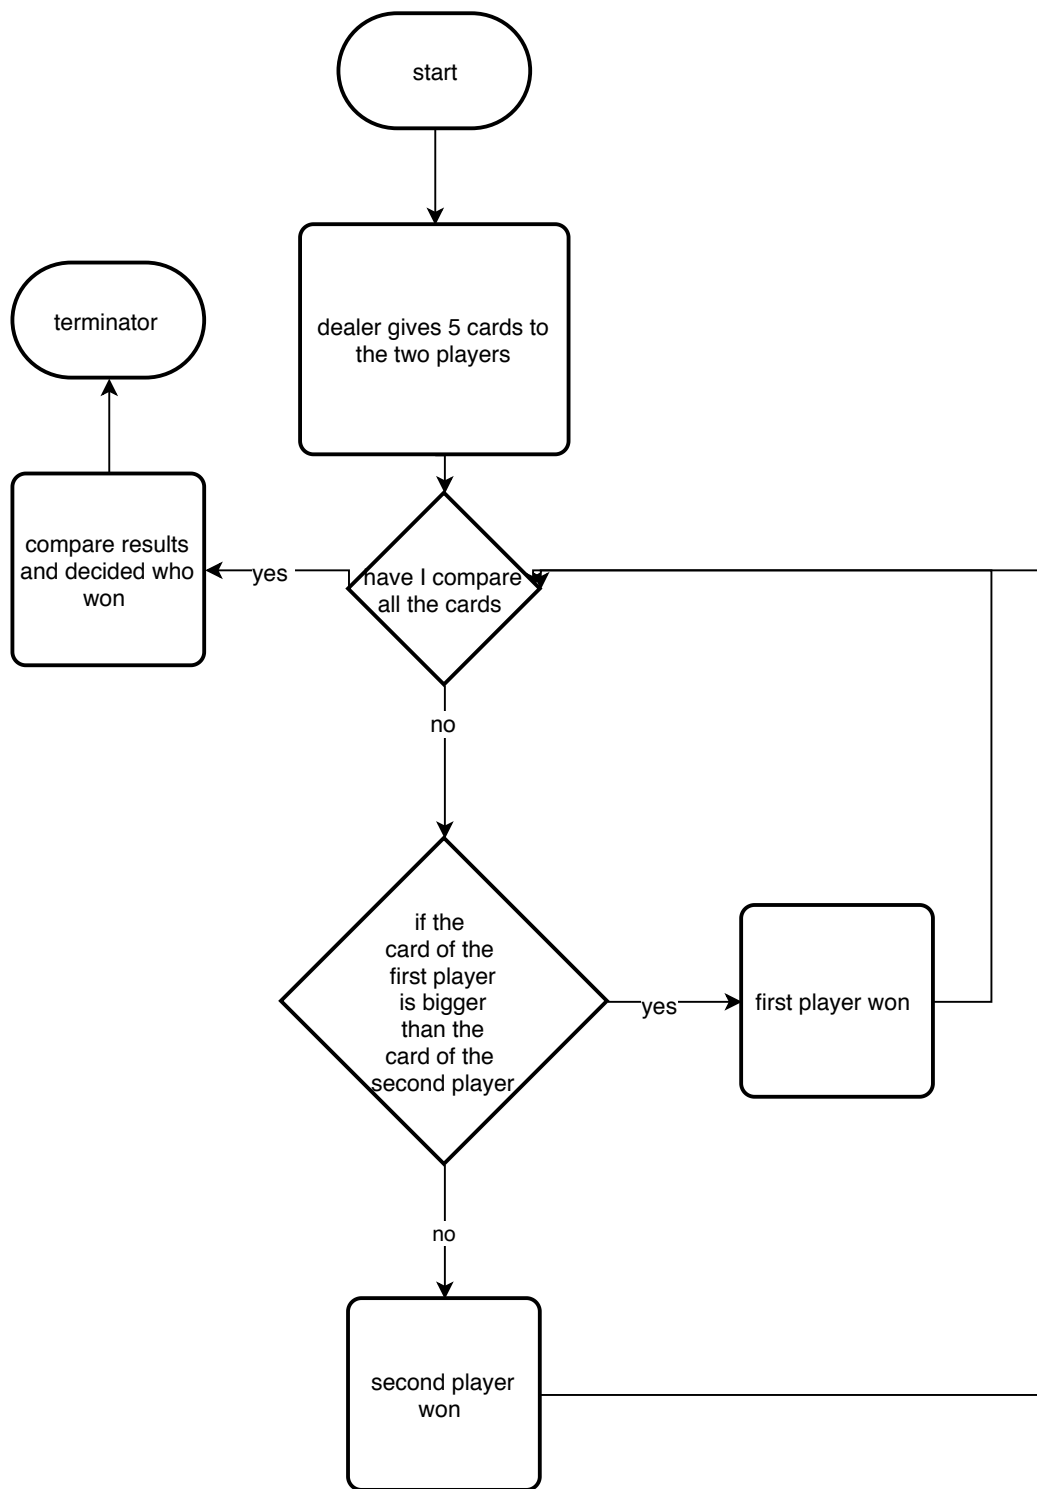 start
dealer gives 5 cards to
the two players
terminator
compare results
and decided who
won
yes
have I compare
all the cards
no
if the
card of the
first player
is bigger
than the
card of the
second player
yes
first player won
no
second player
won